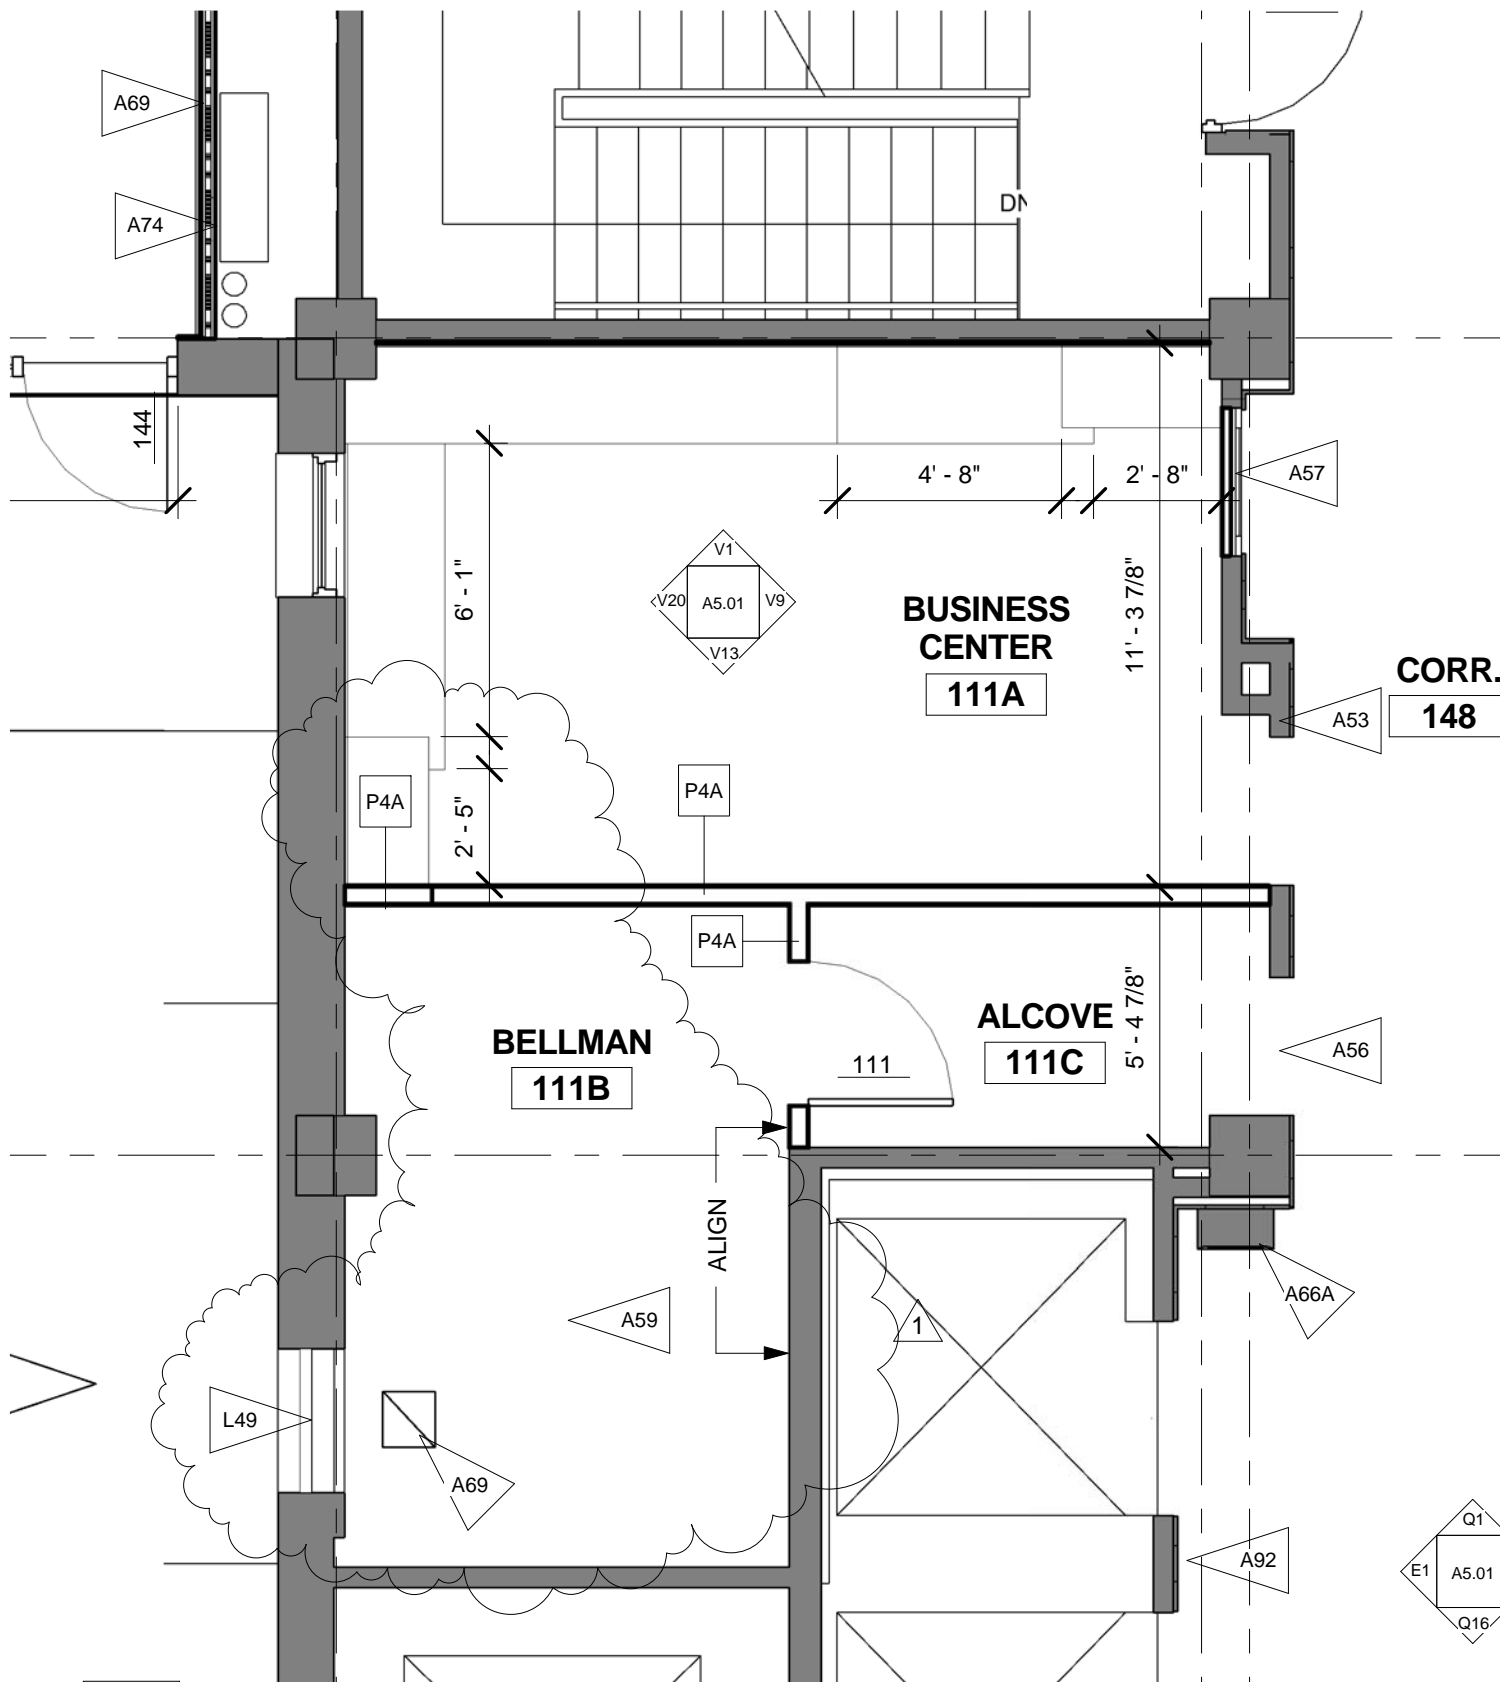 A69
A74
DN
144
4' - 8"
2' - 8"
A57
V1
V20
A5.01
V9
V13
6' - 1"
11' - 3 7/8"
BUSINESS
CENTER
111A
CORR.
148
A53
P4A
P4A
2' - 5"
P4A
BELLMAN
111B
ALCOVE
111C
5' - 4 7/8"
111
A56
ALIGN
A66A
A59
1
L49
A69
A92
Q1
E1
A5.01
Q16